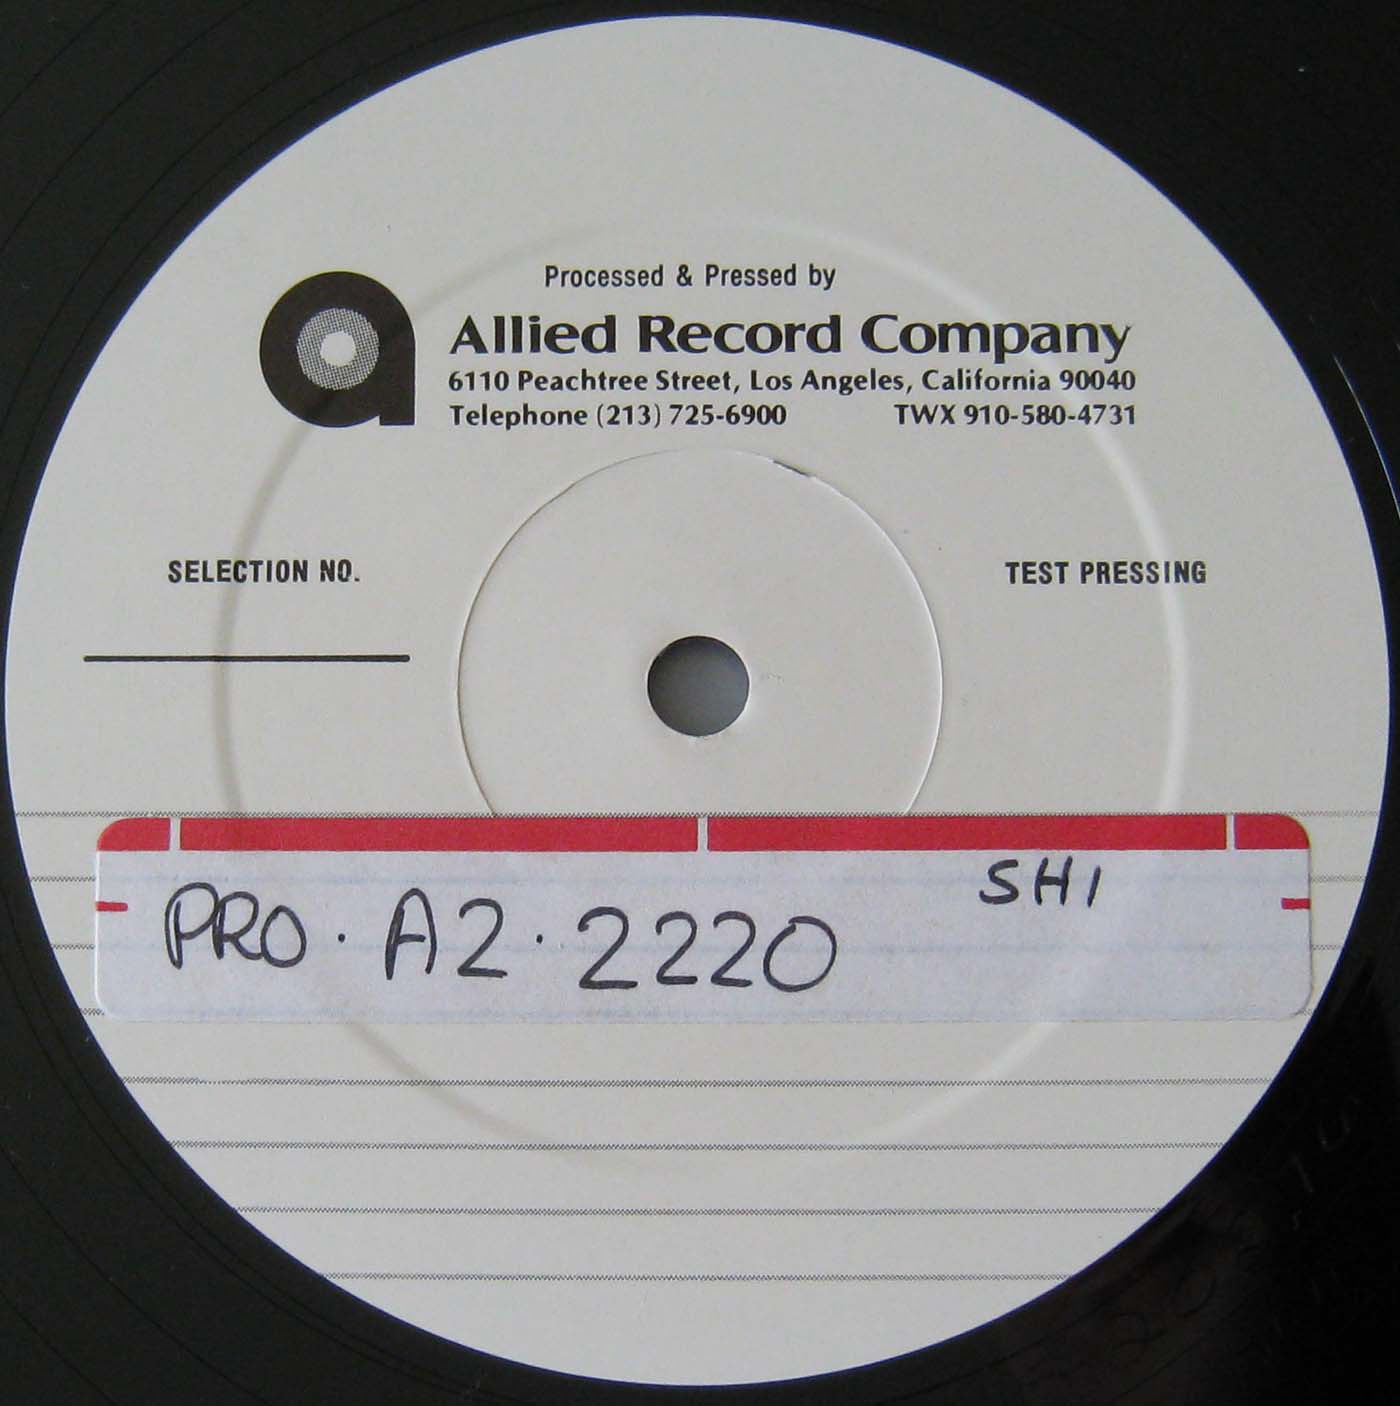 Processed & Pressed by
Allied Record Company
6110 Peachtree Street, Los Angeles, California 90040
Telephone (213) 725-6900 TWX 910-580-4731
SELECTION NO.
TEST PRESSING
SH1
PRO · A2 · 2220